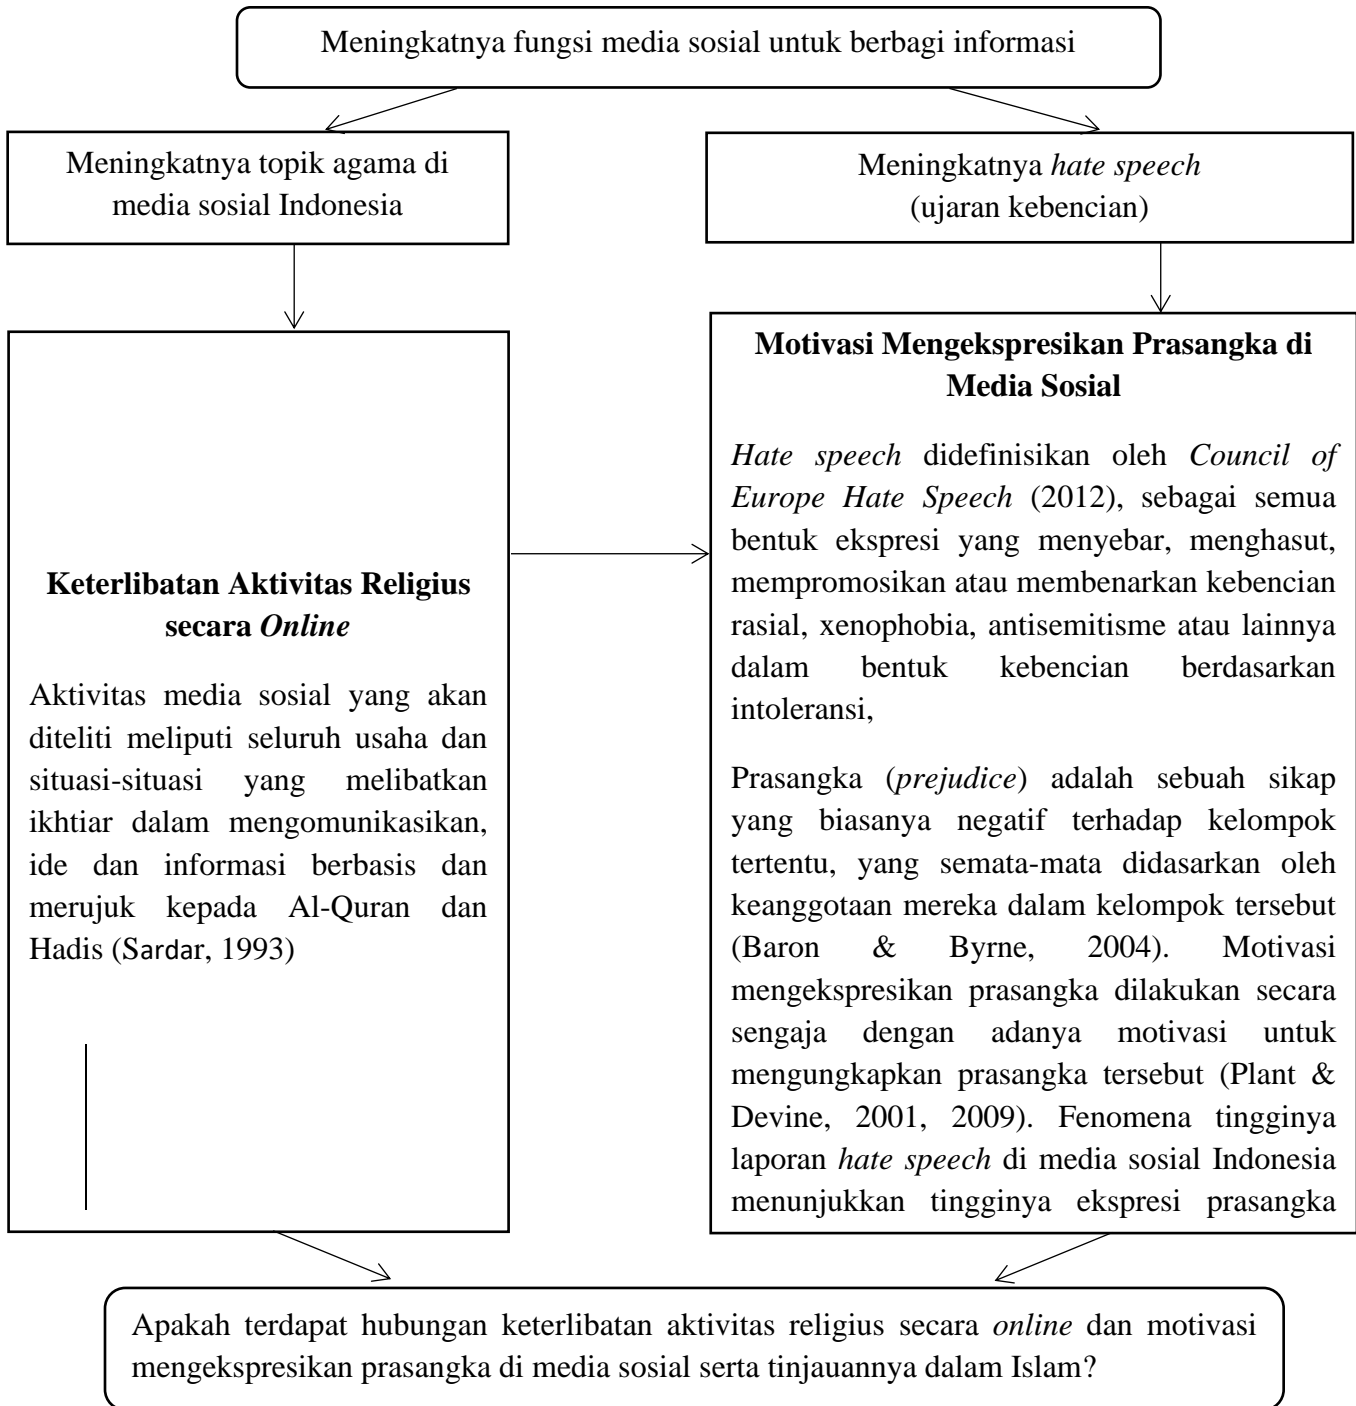 Meningkatnya fungsi media sosial untuk berbagi informasi
Meningkatnya topik agama di
media sosial Indonesia
Meningkatnya hate speech
(ujaran kebencian)
Keterlibatan Aktivitas Religius
secara Online
Aktivitas media sosial yang akan
diteliti meliputi seluruh usaha dan
situasi-situasi yang melibatkan
ikhtiar dalam mengomunikasikan,
ide dan informasi berbasis dan
merujuk kepada Al-Quran dan
Hadis (Sardar, 1993)
Motivasi Mengekspresikan Prasangka di
Media Sosial
Hate speech didefinisikan oleh Council of
Europe Hate Speech (2012), sebagai semua
bentuk ekspresi yang menyebar, menghasut,
mempromosikan atau membenarkan kebencian
rasial, xenophobia, antisemitisme atau lainnya
dalam bentuk kebencian berdasarkan
intoleransi,
Prasangka (prejudice) adalah sebuah sikap
yang biasanya negatif terhadap kelompok
tertentu, yang semata-mata didasarkan oleh
keanggotaan mereka dalam kelompok tersebut
(Baron & Byrne, 2004). Motivasi
mengekspresikan prasangka dilakukan secara
sengaja dengan adanya motivasi untuk
mengungkapkan prasangka tersebut (Plant &
Devine, 2001, 2009). Fenomena tingginya
laporan hate speech di media sosial Indonesia
menunjukkan tingginya ekspresi prasangka
Apakah terdapat hubungan keterlibatan aktivitas religius secara online dan motivasi
mengekspresikan prasangka di media sosial serta tinjauannya dalam Islam?